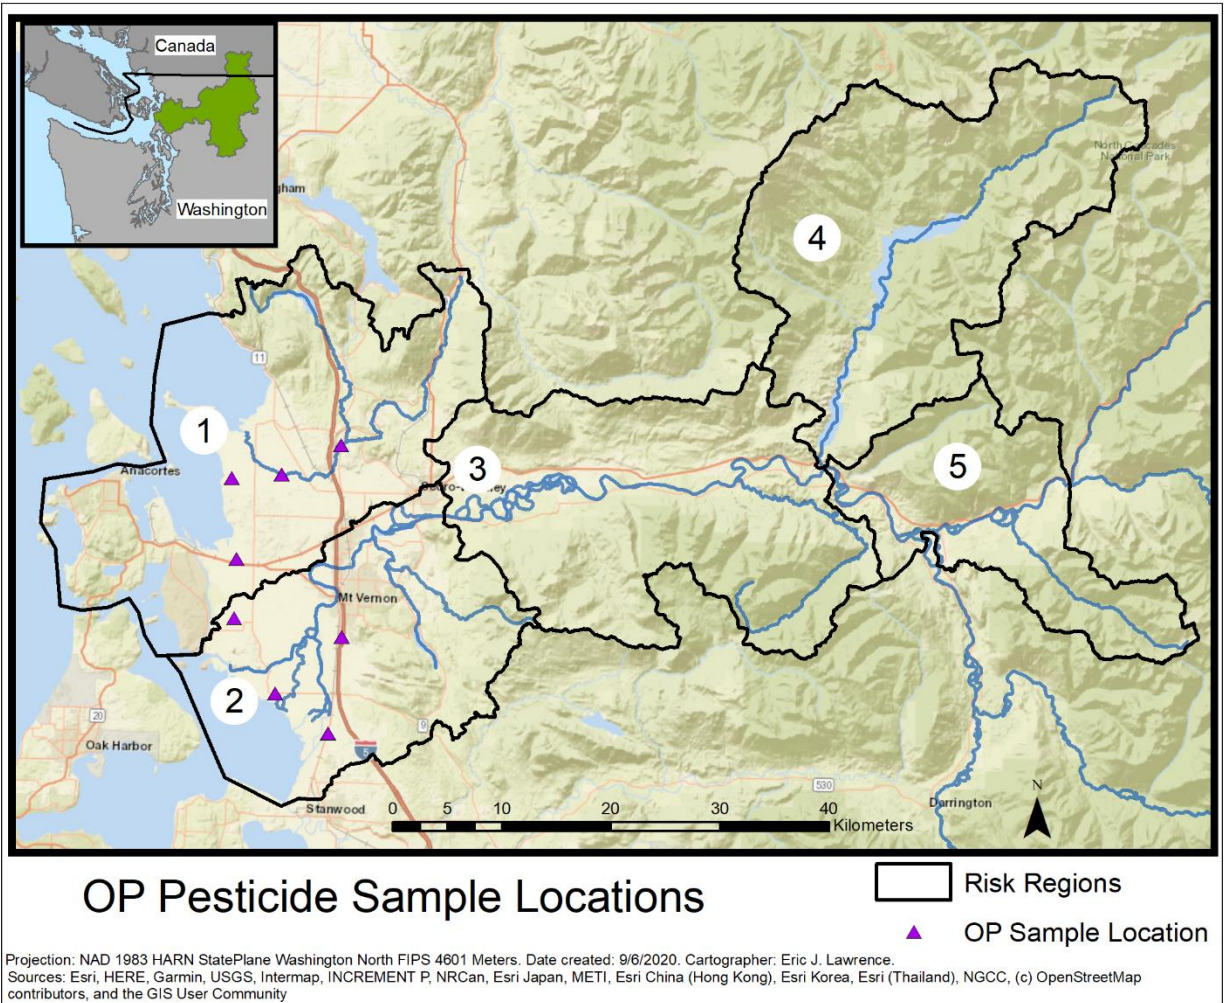 Canada
Washington
North Cascades
National Park
gham
11
4
1
Anacortes
3
5
Mt Vernon
2
20
Oak Harbor
9
5
Stanwood
530
Darrington
N
0 5 10 20 30 40
Kilometers
OP Pesticide Sample Locations
Risk Regions
OP Sample Location
Projection: NAD 1983 HARN StatePlane Washington North FIPS 4601 Meters. Date created: 9/6/2020. Cartographer: Eric J. Lawrence.
Sources: Esri, HERE, Garmin, USGS, Intermap, INCREMENT P, NRCan, Esri Japan, METI, Esri China (Hong Kong), Esri Korea, Esri (Thailand), NGCC, (c) OpenStreetMap
contributors, and the GIS User Community